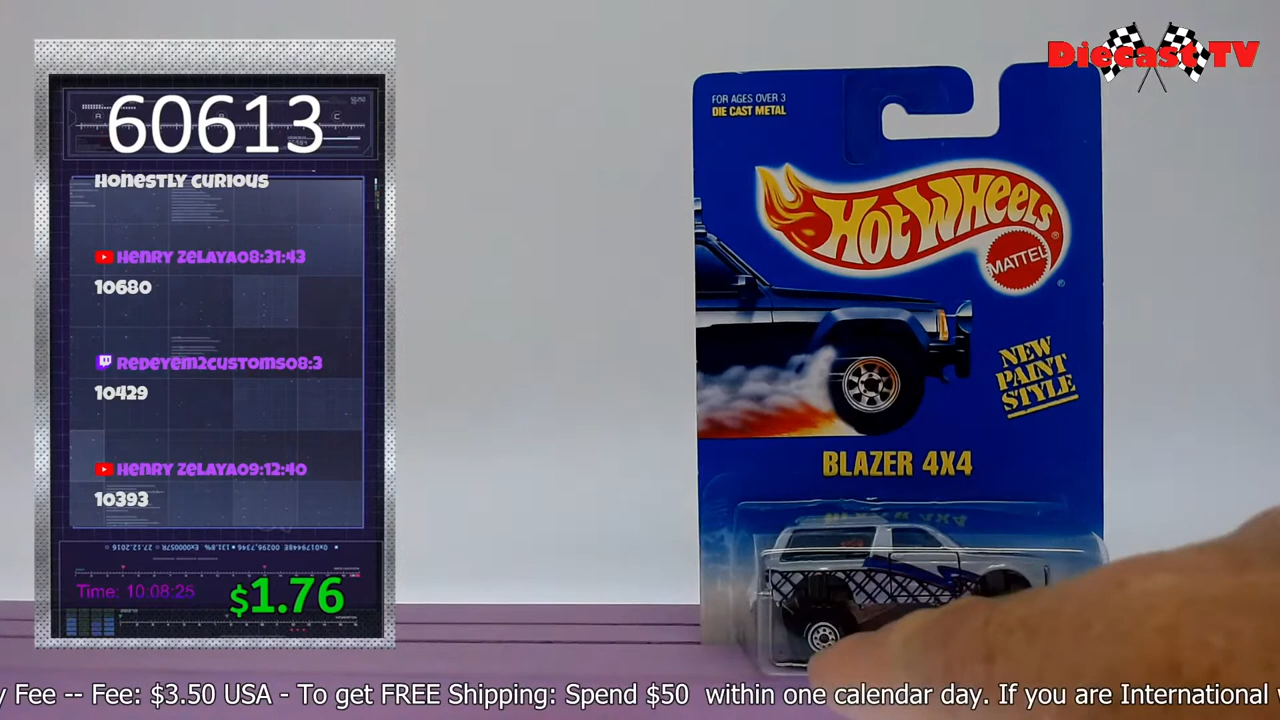 60613
Honestly Curious
Henry Zelaya08:31:43
10680
RedEyeM2Customs08:3
10429
Henry Zelaya09:12:40
10393
Time: 10:08:25
$1.76
Diecast TV
FOR AGES OVER 3
DIE CAST METAL
HOT WHEELS
®
MATTEL
®
NEW
PAINT
STYLE
BLAZER 4X4
y Fee -- Fee: $3.50 USA - To get FREE Shipping: Spend $50 within one calendar day. If you are International w